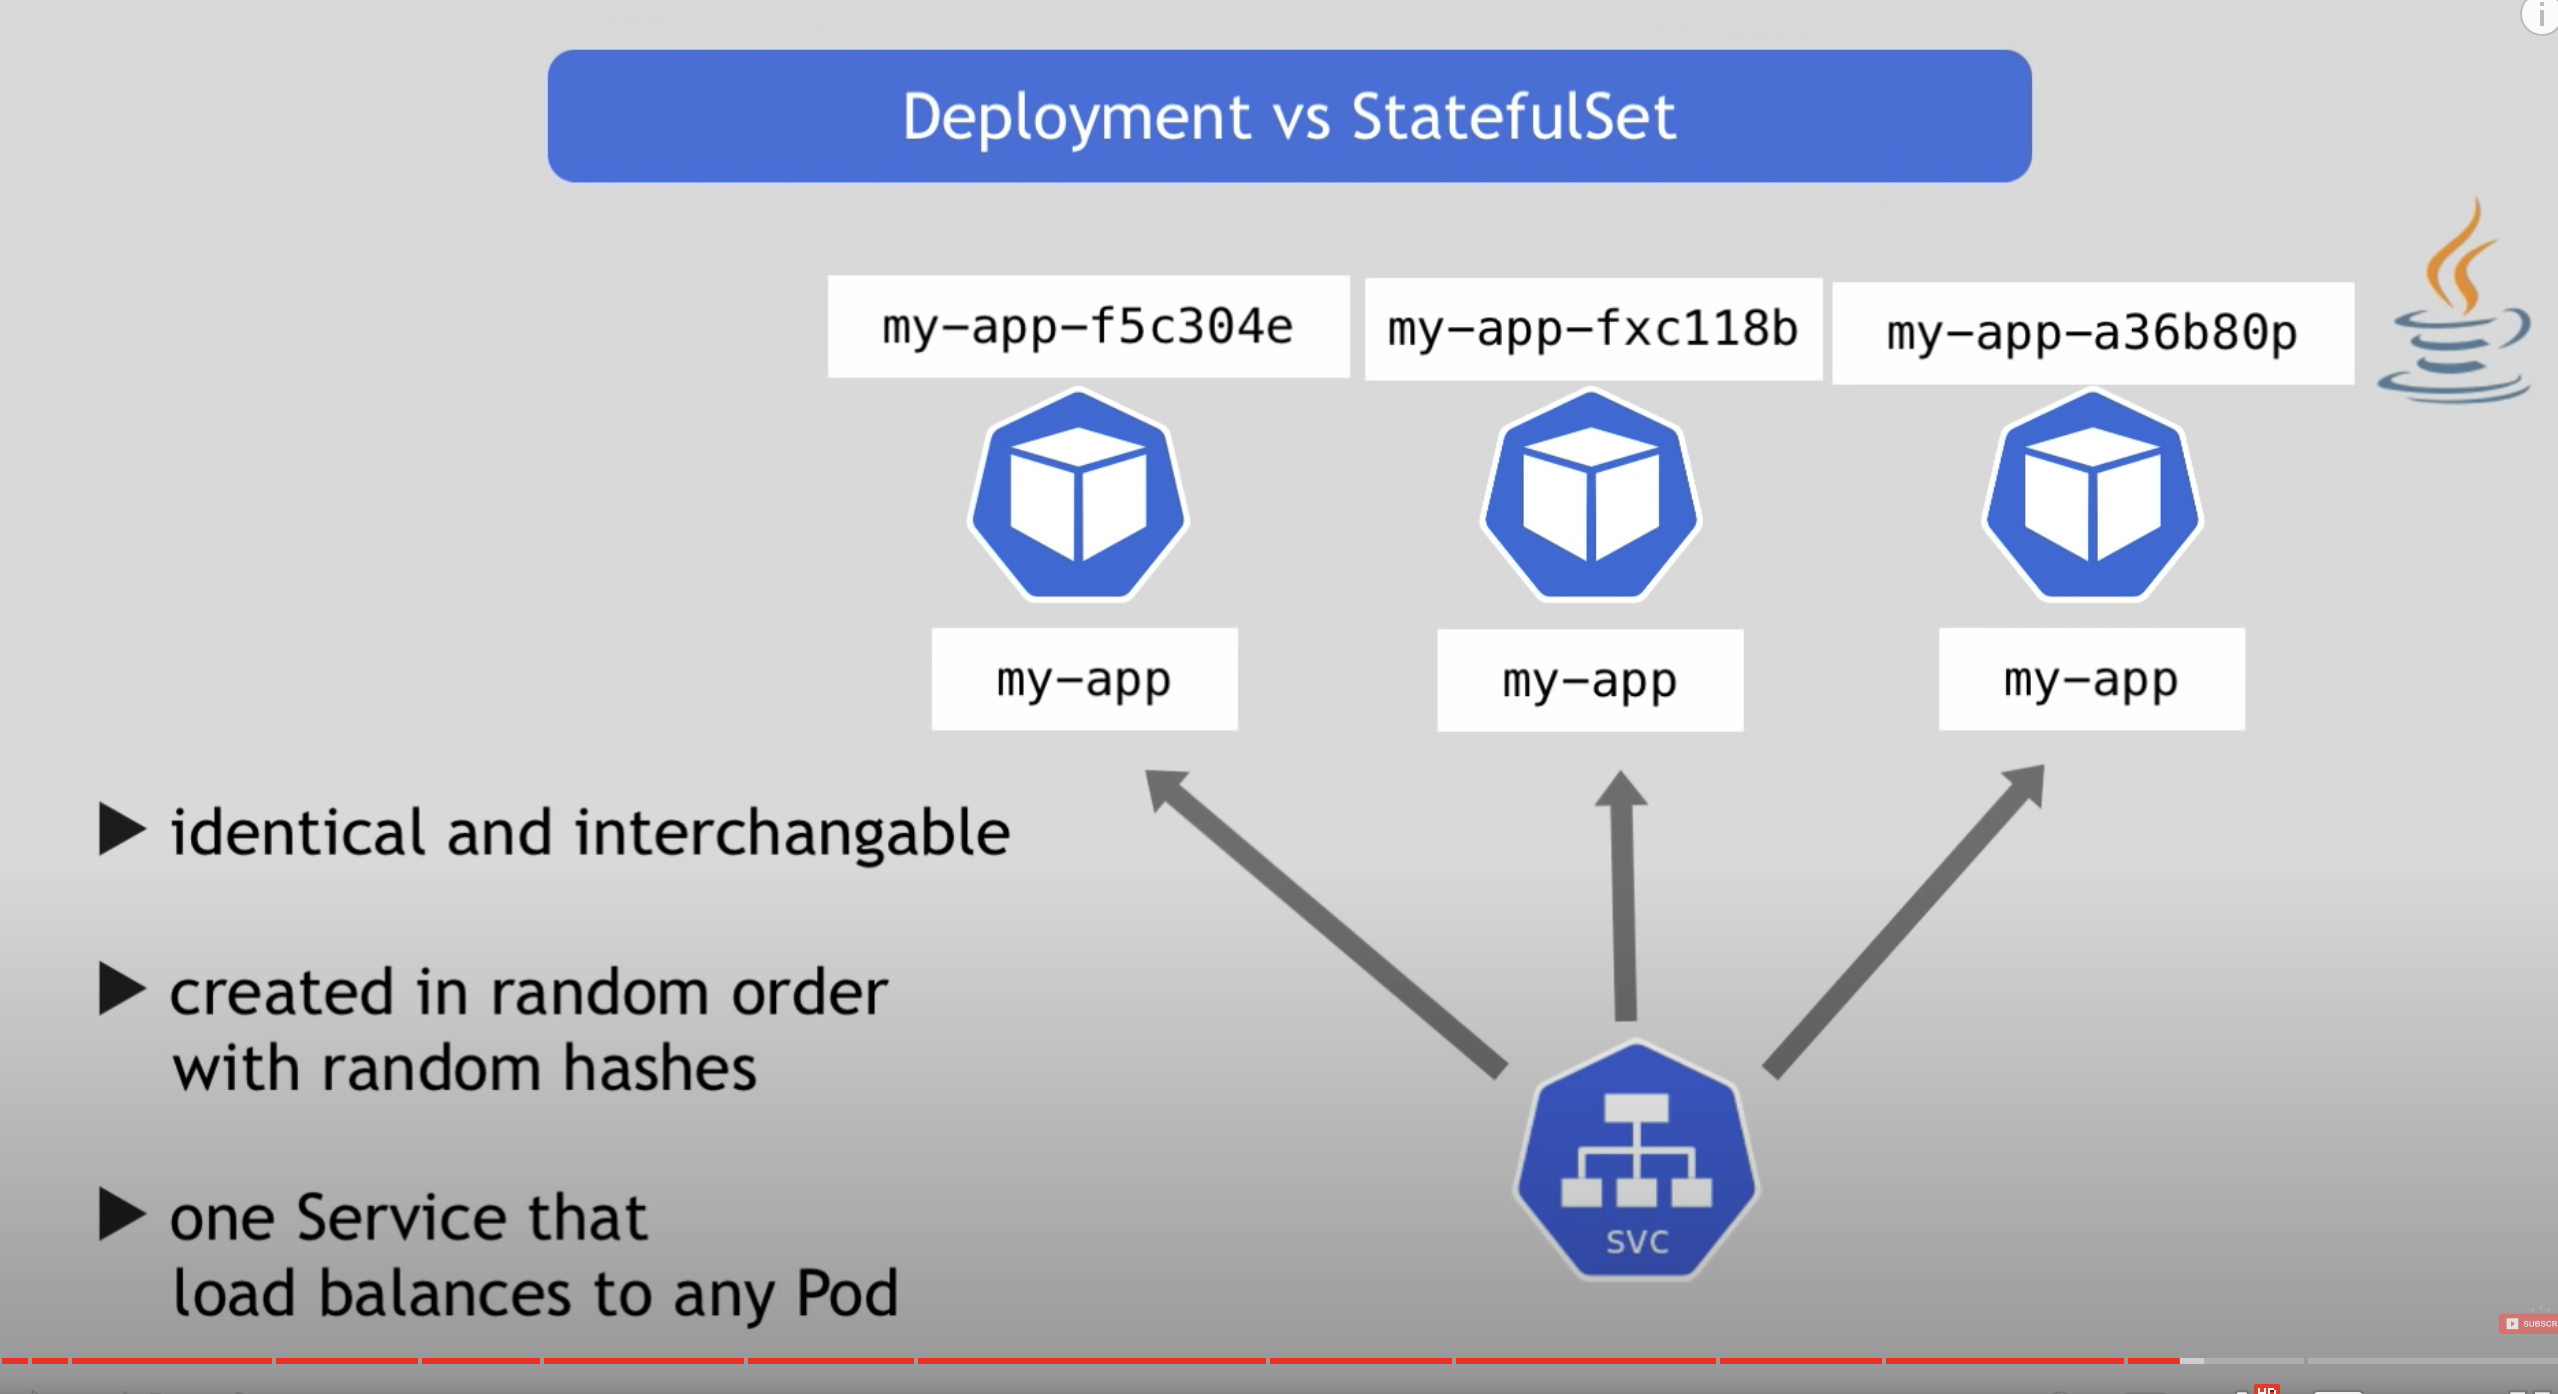 Deployment vs StatefulSet
my-app-f5c304e
my-app-fxc118b
my-app-a36b80p
my-app
my-app
my-app
identical and interchangable
created in random order
with random hashes
one Service that
load balances to any Pod
SVC
i
HD